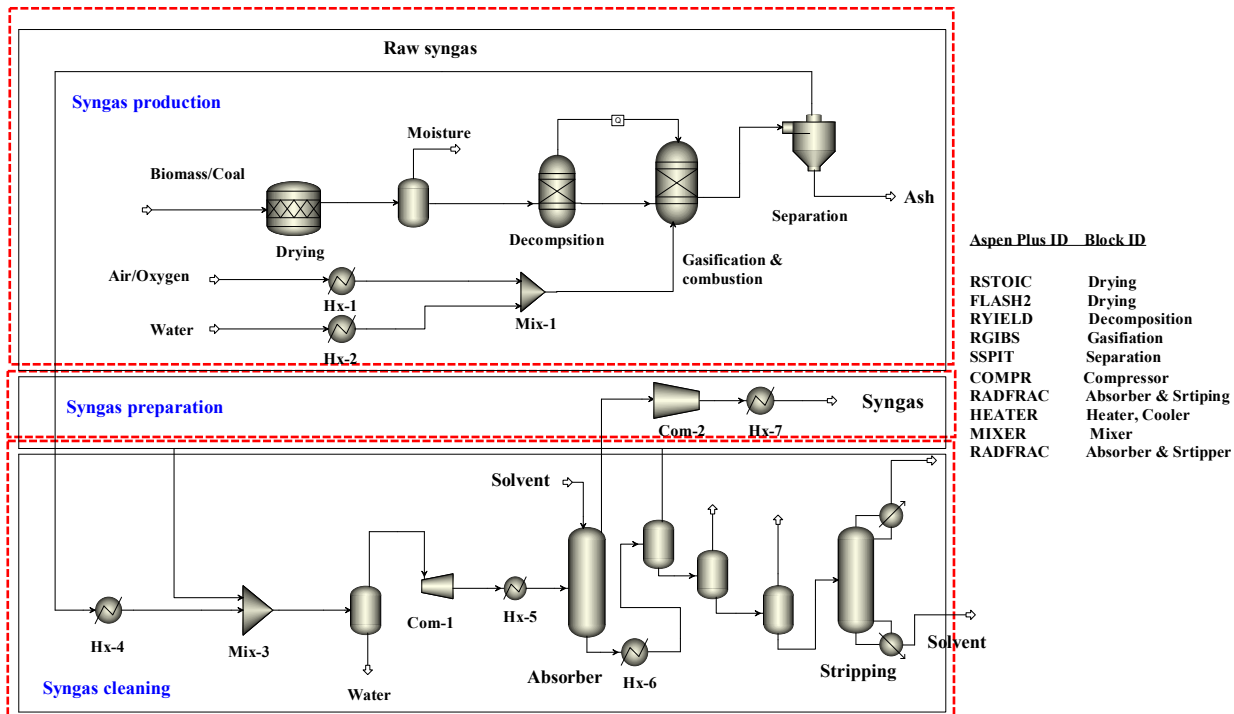 Raw syngas
Syngas production
Moisture
Q
Biomass/Coal
Drying
Decompsition
Separation
Ash
Air/Oxygen
Hx-1
Gasification &
combustion
Mix-1
Water
Hx-2
Syngas preparation
Com-2
Hx-7
Syngas
Solvent
Hx-4
Mix-3
Water
Com-1
Hx-5
Absorber
Hx-6
Stripping
Solvent
Syngas cleaning
Aspen Plus ID Block ID
RSTOIC Drying
FLASH2 Drying
RYIELD Decomposition
RGIBS Gasifiation
SSPIT Separation
COMPR Compressor
RADFRAC Absorber & Srtiping
HEATER Heater, Cooler
MIXER Mixer
RADFRAC Absorber & Srtipper